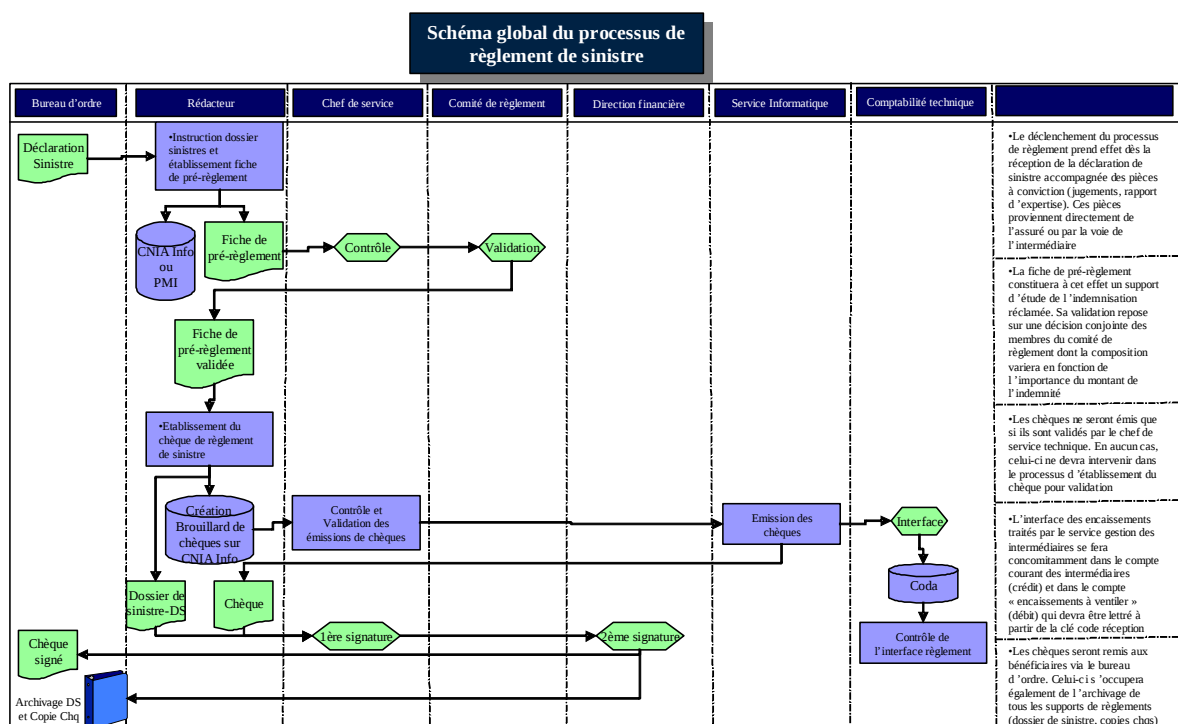 Schéma global du processus de
règlement de sinistre
Bureau d'ordre
Rédacteur
Chef de service
Comité de règlement
Direction financière
Service Informatique
Comptabilité technique
Déclaration
Sinistre
•Instruction dossier
sinistres et
établissement fiche
de pré-règlement
CNIA Info
ou
PMI
Fiche de
pré-règlement
Contrôle
Validation
Fiche de
pré-règlement
validée
•Etablissement du
chèque de règlement
de sinistre
Création
Brouillard de
chèques sur
CNIA Info
Contrôle et
Validation des
émissions de chèques
Emission des
chèques
Interface
Coda
Contrôle de
l'interface règlement
Dossier de
sinistre-DS
Chèque
1ère signature
2ème signature
Chèque
signé
Archivage DS
et Copie Chq
•Le déclenchement du processus
de règlement prend effet dès la
réception de la déclaration de
sinistre accompagnée des pièces
à conviction (jugements, rapport
d 'expertise). Ces pièces
proviennent directement de
l'assuré ou par la voie de
l'intermédiaire
•La fiche de pré-règlement
constituera à cet effet un support
d 'étude de l 'indemnisation
réclamée. Sa validation repose
sur une décision conjointe des
membres du comité de
règlement dont la composition
variera en fonction de
l 'importance du montant de
l'indemnité
•Les chèques ne seront émis que
si ils sont validés par le chef de
service technique. En aucun cas,
celui-ci ne devra intervenir dans
le processus d 'établissement du
chèque pour validation
•L'interface des encaissements
traités par le service gestion des
intermédiaires se fera
concomitamment dans le compte
courant des intermédiaires
(crédit) et dans le compte
« encaissements à ventiler »
(débit) qui devra être lettré à
partir de la clé code réception
•Les chèques seront remis aux
bénéficiaires via le bureau
d 'ordre. Celui-ci s 'occupera
également de l 'archivage de
tous les supports de règlements
(dossier de sinistre, copies chqs)